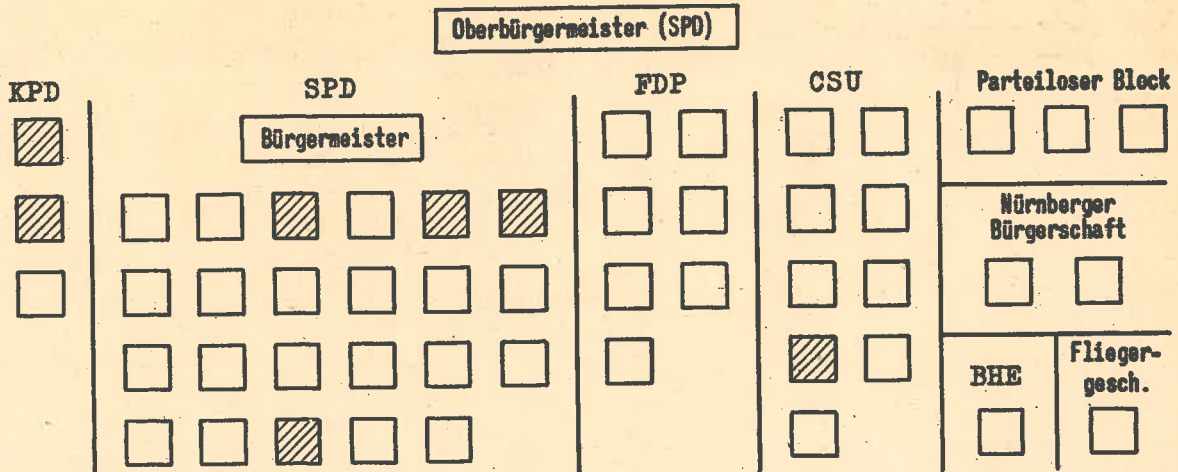 Oberbürgermeister (SPD)
KPD
SPD
FDP
CSU
Parteiloser Block
Bürgermeister
Nürnberger
Bürgerschaft
BHE
Flieger-
gesch.